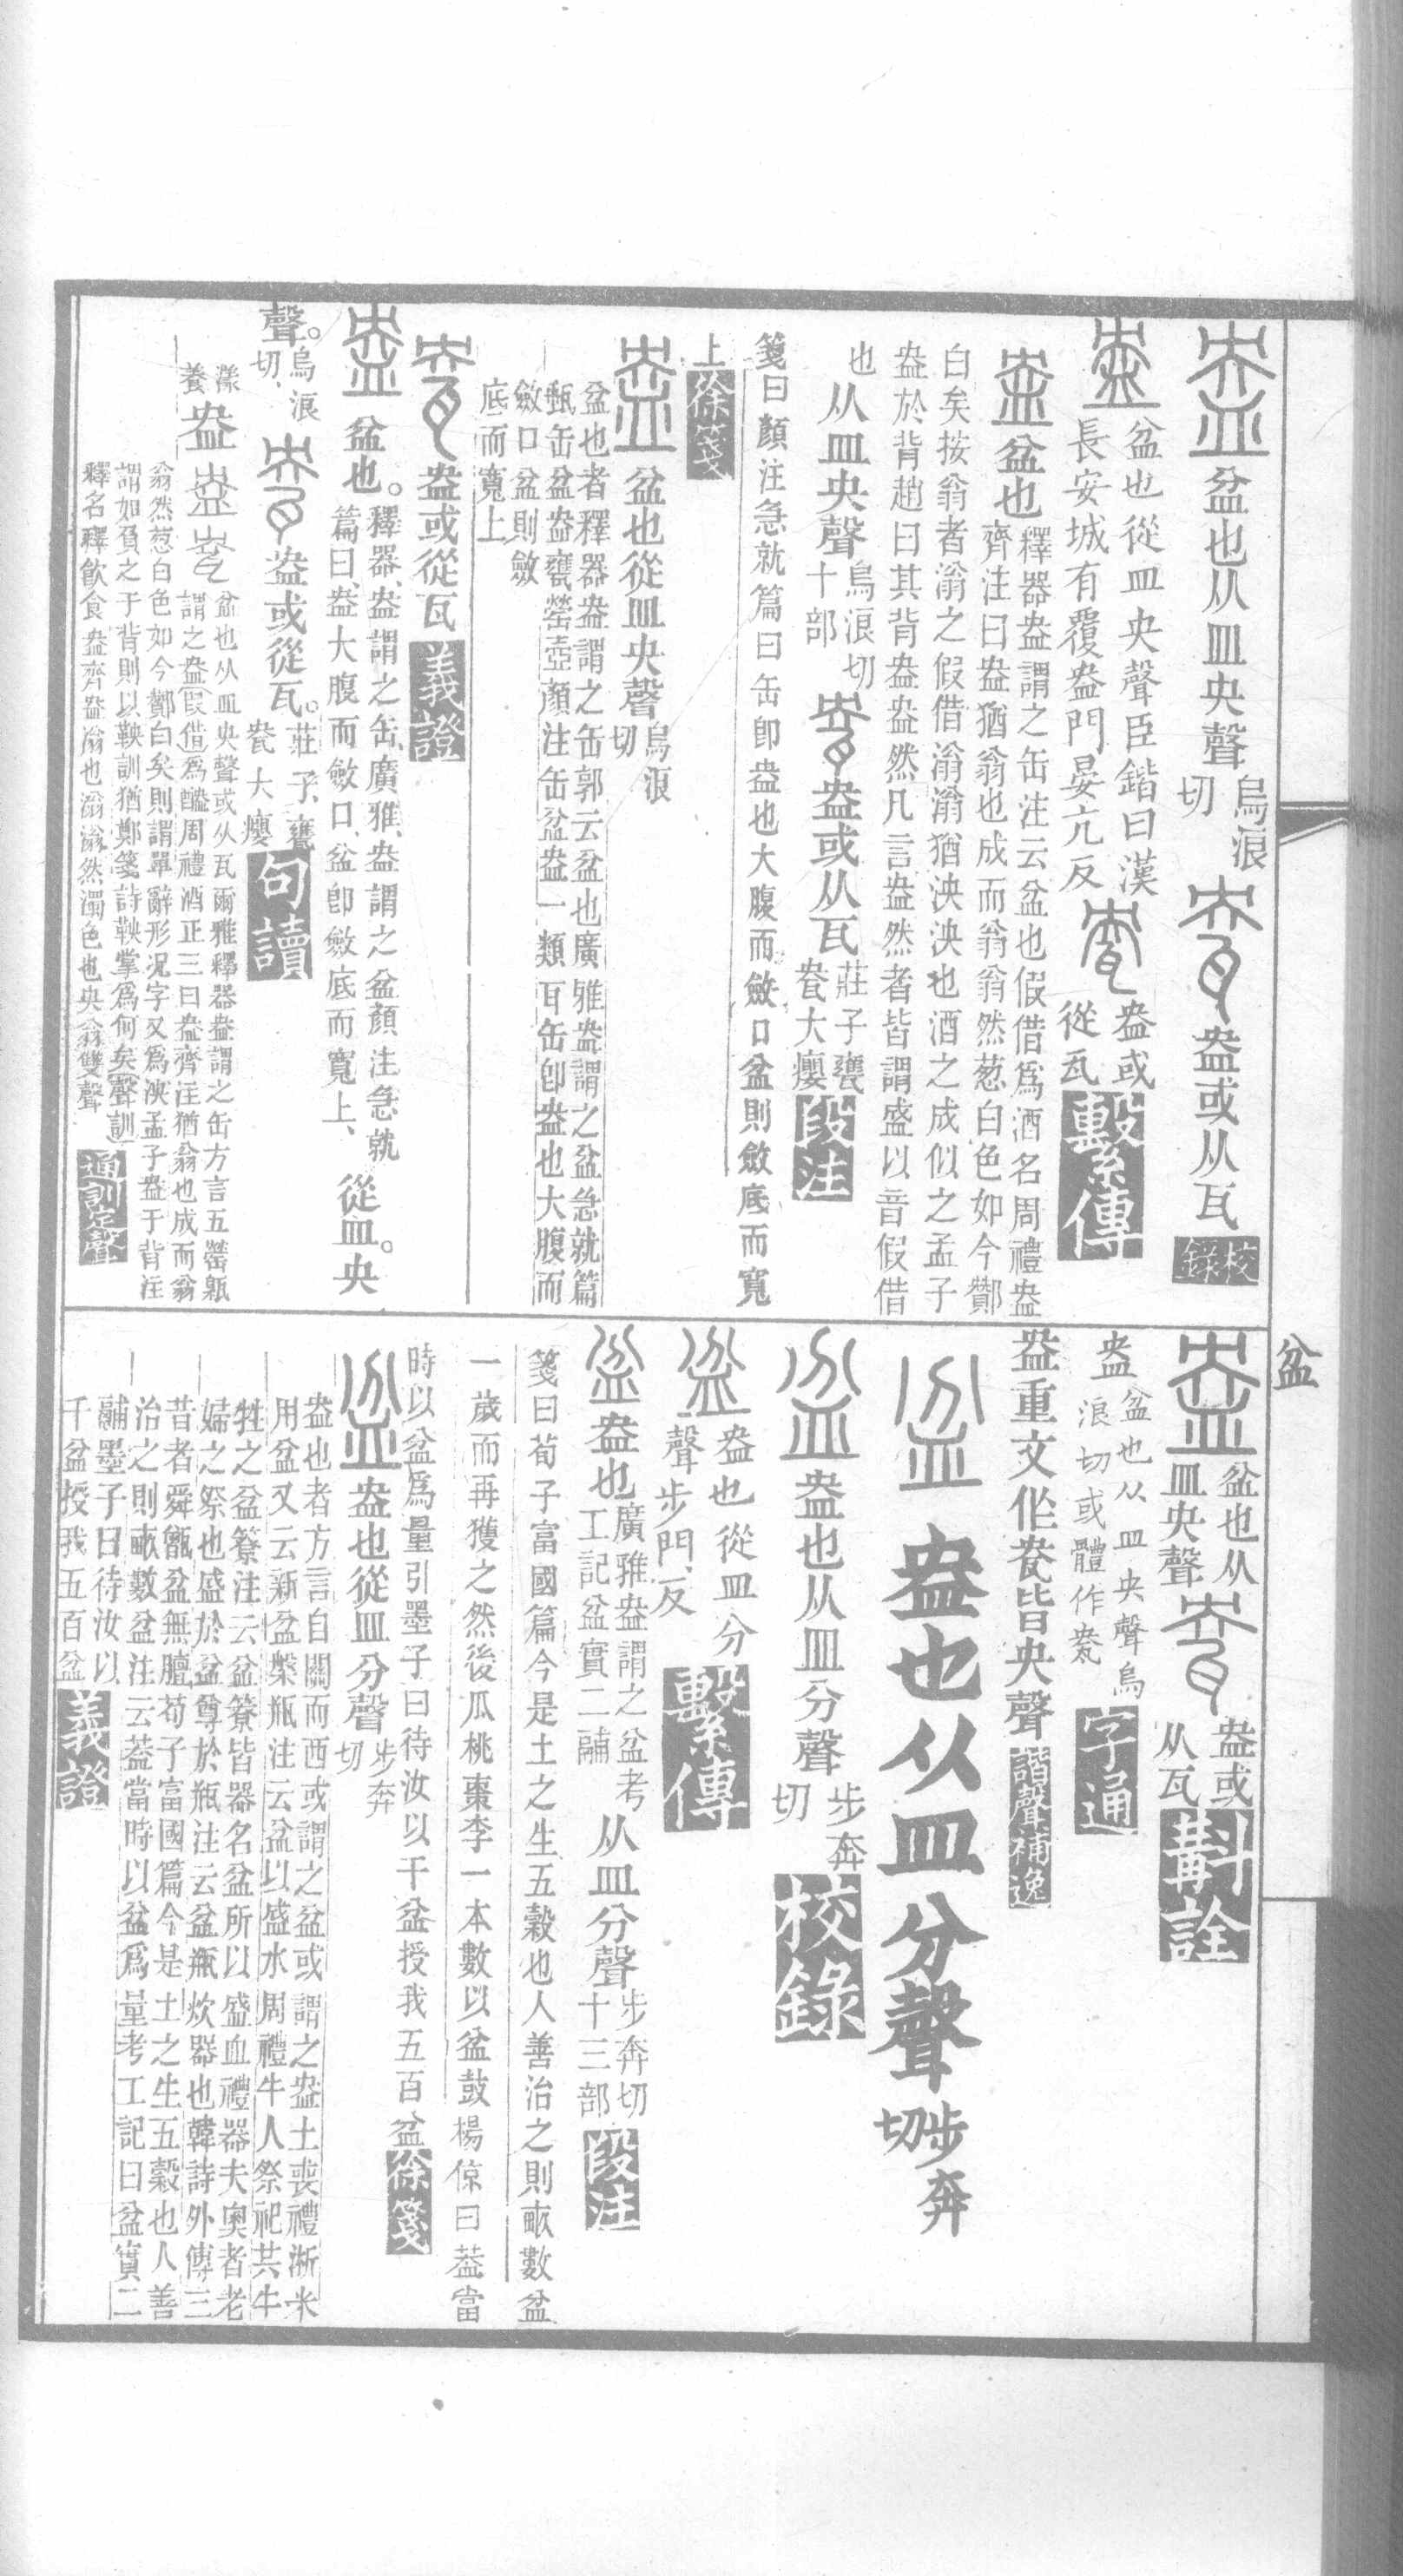 盆
盎 盆也从皿央聲烏浪切 㼜 盎或从瓦 校錄
盎 盆也從皿央聲臣鍇曰漢
長安城有覆盎門晏亢反 㼜 盎或從瓦 繫傳
盎 盆也釋器盎謂之缶注云盆也假借爲酒名周禮盎
齊注曰盎猶翁也成而翁翁然葱白色如今酇
白矣按翁者滃之假借滃滃猶泱泱也酒之成似之孟子
盎於背趙曰其背盎盎然凡言盎然者皆謂盛以音假借
也从皿央聲烏浪切十部 㼜 盎或从瓦莊子甕㼜大癭 段注
箋曰顏注急就篇曰缶卽盎也大腹而斂口盆則斂底而寬
上 徐箋
盎 盆也從皿央聲烏浪切
盆也者釋器盎謂之缶郭云盆也廣雅盎謂之盆急就篇
甄缶盆盎甕罃壺顏注缶盆盎一類耳缶卽盎也大腹而
斂口盆則斂
底而寬上
㼜 盎或從瓦 義證
盎 盆也。釋器、盎謂之缶、廣雅、盎謂之盆顏注急就
篇曰、盎大腹而斂口、盆卽斂底而寬上、從皿。央
聲。烏浪切、 㼜 盎或從瓦。莊子、甕㼜大癭 句讀
漾養 盎 盎 㼜 盆也从皿央聲或从瓦爾雅釋器盎謂之缶方言五罃甀
謂之盎 假借爲醠周禮酒正三曰盎齊注猶翁也成而翁
翁然葱白色如今酇白矣則謂單辭形况字又爲泱孟子盎于背注
謂如負之于背則以鞅訓猶鄭箋詩鞅掌爲何矣 聲訓
釋名釋飮食盎齊盎滃也滃滃然濁色也央翁雙聲 通訓定聲
盎 盆也从皿央聲 㼜 盎或从瓦 斠詮
盎 盆也从皿央聲烏
浪切或體作㼜 字通
盎重文作㼜皆央聲 諧聲補逸
盆 盎也从皿分聲步奔切
盆 盎也从皿分聲步奔切 校錄
盆 盎也從皿分
聲步門反 繫傳
盆 盎也廣雅盎謂之盆考工記盆實二鬴从皿分聲步奔切十三部 段注
箋曰荀子富國篇今是土之生五穀也人善治之則畝數盆
一歲而再獲之然後瓜桃棗李一本數以盆鼓楊倞曰葢當
時以盆爲量引墨子曰待汝以千盆授我五百盆 徐箋
盆 盎也從皿分聲步奔切
盎也者方言自關而西或謂之盆或謂之盎士喪禮淅米
用盆又云新盆槃瓶注云盆以盛水周禮牛人祭祀共牛
牲之盆簝注云盆簝皆器名盆所以盛血禮器夫奧者老
婦之祭也盛於盆尊於瓶注云盆瓶炊器也韓詩外傳三
昔者舜甑盆無膻荀子富國篇今是土之生五穀也人善
治之則畝數盆注云葢當時以盆爲量考工記曰盆實二
鬴墨子曰待汝以
千盆授我五百盆 義證